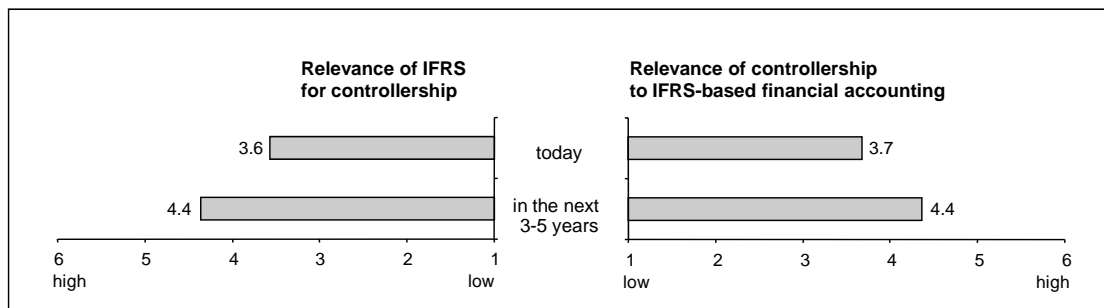 Relevance of IFRS
for controllership
Relevance of controllership
to IFRS-based financial accounting
3.6
today
3.7
4.4
in the next
3-5 years
4.4
6 5 4 3 2 1
high low
1 2 3 4 5 6
low high